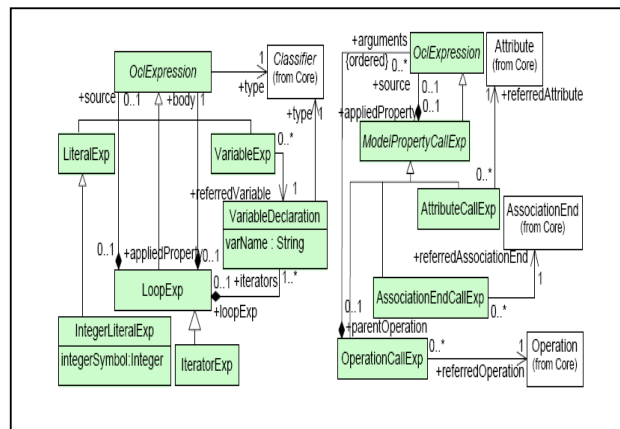 OclExpression
1
Classifier
(from Core)
+source
0..1
+body
1
+type
+type
1
LiteralExp
VariableExp
0..*
+referredVariable
1
VariableDeclaration
varName : String
0..1
+appliedProperty
0..1
LoopExp
0..1
+iterators
1..*
+loopExp
IntegerLiteralExp
integerSymbol:Integer
IteratorExp
+arguments
{ordered}
0..*
OclExpression
Attribute
(from Core)
+source
0..1
1
+referredAttribute
+appliedProperty
0..1
ModelPropertyCallExp
0..*
AttributeCallExp
AssociationEnd
(from Core)
+referredAssociationEnd
1
AssociationEndCallExp
0..*
0..1
+parentOperation
OperationCallExp
0..*
1
+referredOperation
Operation
(from Core)